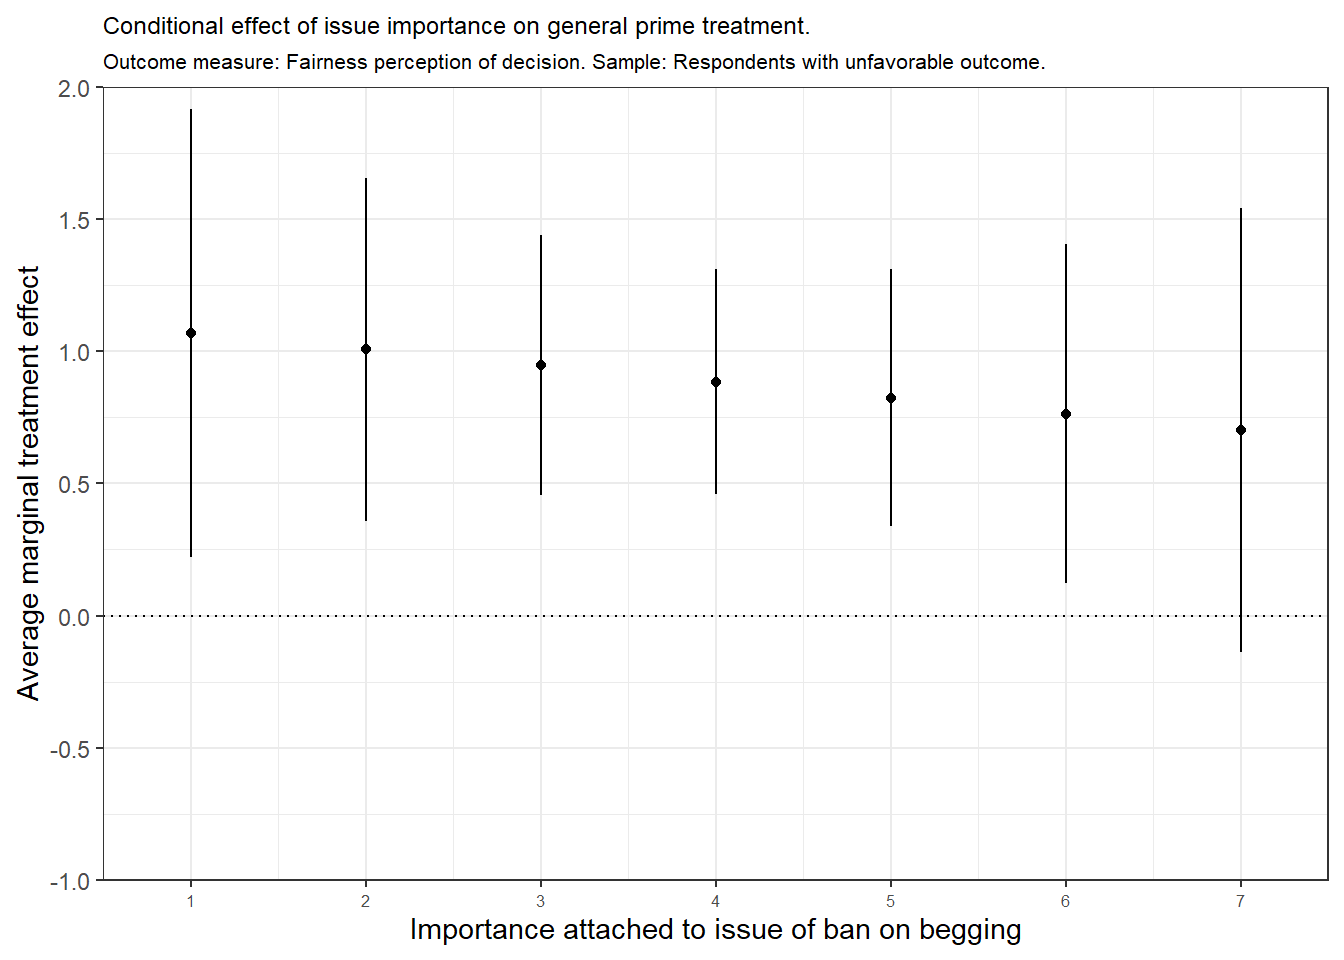 Conditional effect of issue importance on general prime treatment.
Outcome measure: Fairness perception of decision. Sample: Respondents with unfavorable outcome.
Average marginal treatment effect
2.0
1.5
1.0
0.5
0.0
-0.5
-1.0
1 2 3 4 5 6 7
Importance attached to issue of ban on begging